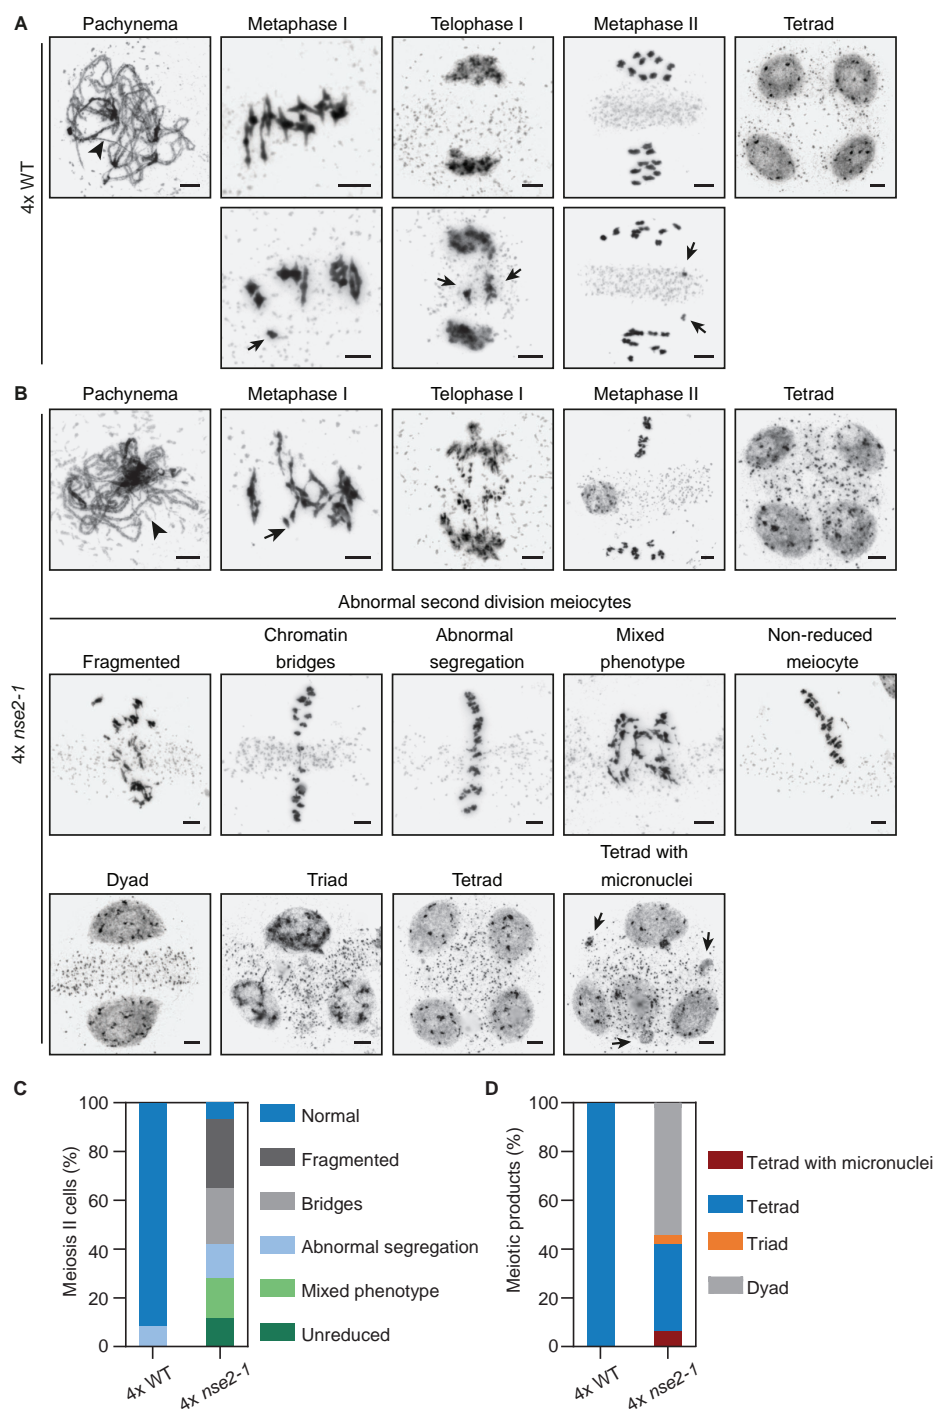 A
Pachynema Metaphase I Telophase I Metaphase II Tetrad
4x WT
B
Pachynema Metaphase I Telophase I Metaphase II Tetrad
4x nse2-1
Abnormal second division meiocytes
Fragmented
Chromatin
bridges
Abnormal
segregation
Mixed
phenotype
Non-reduced
meiocyte
Dyad
Triad
Tetrad
Tetrad with
micronuclei
C
Meiosis II cells (%)
100
80
60
40
20
0
4x WT
4x nse2-1
Normal
Fragmented
Bridges
Abnormal segregation
Mixed phenotype
Unreduced
D
Meiotic products (%)
100
80
60
40
20
0
4x WT
4x nse2-1
Tetrad with micronuclei
Tetrad
Triad
Dyad